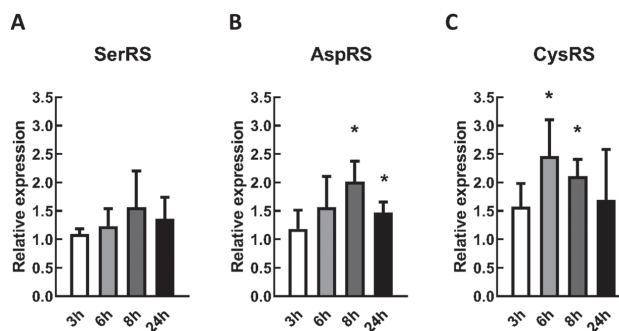 A
SerRS
Relative expression
3.5
3.0
2.5
2.0
1.5
1.0
0.5
0.0
3h
6h
8h
24h
B
AspRS
Relative expression
3.5
3.0
2.5
2.0
1.5
1.0
0.5
0.0
*
*
3h
6h
8h
24h
C
CysRS
Relative expression
3.5
3.0
2.5
2.0
1.5
1.0
0.5
0.0
*
*
3h
6h
8h
24h